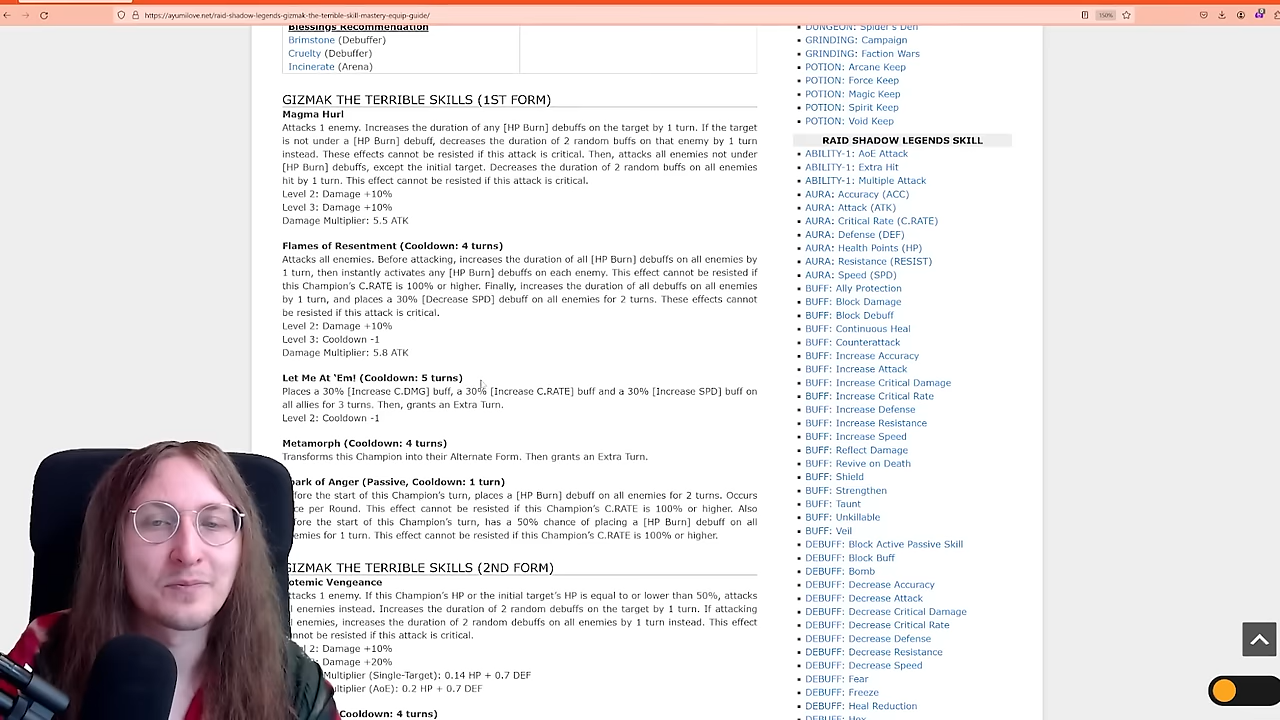 https://ayumilove.net/raid-shadow-legends-gizmak-the-terrible-skill-mastery-equip-guide/
150%
Blessings Recommendation
Brimstone (Debuffer)
Cruelty (Debuffer)
Incinerate (Arena)
GIZMAK THE TERRIBLE SKILLS (1ST FORM)
Magma Hurl
Attacks 1 enemy. Increases the duration of any [HP Burn] debuffs on the target by 1 turn. If the target
is not under a [HP Burn] debuff, decreases the duration of 2 random buffs on that enemy by 1 turn
instead. These effects cannot be resisted if this attack is critical. Then, attacks all enemies not under
[HP Burn] debuffs, except the initial target. Decreases the duration of 2 random buffs on all enemies
hit by 1 turn. This effect cannot be resisted if this attack is critical.
Level 2: Damage +10%
Level 3: Damage +10%
Damage Multiplier: 5.5 ATK
Flames of Resentment (Cooldown: 4 turns)
Attacks all enemies. Before attacking, increases the duration of all [HP Burn] debuffs on all enemies by
1 turn, then instantly activates any [HP Burn] debuffs on each enemy. This effect cannot be resisted if
this Champion's C.RATE is 100% or higher. Finally, increases the duration of all debuffs on all enemies
by 1 turn, and places a 30% [Decrease SPD] debuff on all enemies for 2 turns. These effects cannot
be resisted if this attack is critical.
Level 2: Damage +10%
Level 3: Cooldown -1
Damage Multiplier: 5.8 ATK
Let Me At 'Em! (Cooldown: 5 turns)
Places a 30% [Increase C.DMG] buff, a 30% [Increase C.RATE] buff and a 30% [Increase SPD] buff on
all allies for 3 turns. Then, grants an Extra Turn.
Level 2: Cooldown -1
Metamorph (Cooldown: 4 turns)
Transforms this Champion into their Alternate Form. Then grants an Extra Turn.
ark of Anger (Passive, Cooldown: 1 turn)
fore the start of this Champion's turn, places a [HP Burn] debuff on all enemies for 2 turns. Occurs
ce per Round. This effect cannot be resisted if this Champion's C.RATE is 100% or higher. Also
fore the start of this Champion's turn, has a 50% chance of placing a [HP Burn] debuff on all
emies for 1 turn. This effect cannot be resisted if this Champion's C.RATE is 100% or higher.
GIZMAK THE TERRIBLE SKILLS (2ND FORM)
otemic Vengeance
ttacks 1 enemy. If this Champion's HP or the initial target's HP is equal to or lower than 50%, attacks
l enemies instead. Increases the duration of 2 random debuffs on the target by 1 turn. If attacking
l enemies, increases the duration of 2 random debuffs on all enemies by 1 turn instead. This effect
nnot be resisted if this attack is critical.
l 2: Damage +10%
Damage +20%
ultiplier (Single-Target): 0.14 HP + 0.7 DEF
ultiplier (AoE): 0.2 HP + 0.7 DEF
Cooldown: 4 turns)
DUNGEON: Spider's Den
GRINDING: Campaign
GRINDING: Faction Wars
POTION: Arcane Keep
POTION: Force Keep
POTION: Magic Keep
POTION: Spirit Keep
POTION: Void Keep
RAID SHADOW LEGENDS SKILL
ABILITY-1: AoE Attack
ABILITY-1: Extra Hit
ABILITY-1: Multiple Attack
AURA: Accuracy (ACC)
AURA: Attack (ATK)
AURA: Critical Rate (C.RATE)
AURA: Defense (DEF)
AURA: Health Points (HP)
AURA: Resistance (RESIST)
AURA: Speed (SPD)
BUFF: Ally Protection
BUFF: Block Damage
BUFF: Block Debuff
BUFF: Continuous Heal
BUFF: Counterattack
BUFF: Increase Accuracy
BUFF: Increase Attack
BUFF: Increase Critical Damage
BUFF: Increase Critical Rate
BUFF: Increase Defense
BUFF: Increase Resistance
BUFF: Increase Speed
BUFF: Reflect Damage
BUFF: Revive on Death
BUFF: Shield
BUFF: Strengthen
BUFF: Taunt
BUFF: Unkillable
BUFF: Veil
DEBUFF: Block Active Passive Skill
DEBUFF: Block Buff
DEBUFF: Bomb
DEBUFF: Decrease Accuracy
DEBUFF: Decrease Attack
DEBUFF: Decrease Critical Damage
DEBUFF: Decrease Critical Rate
DEBUFF: Decrease Defense
DEBUFF: Decrease Resistance
DEBUFF: Decrease Speed
DEBUFF: Fear
DEBUFF: Freeze
DEBUFF: Heal Reduction
DEBUFF: Hex